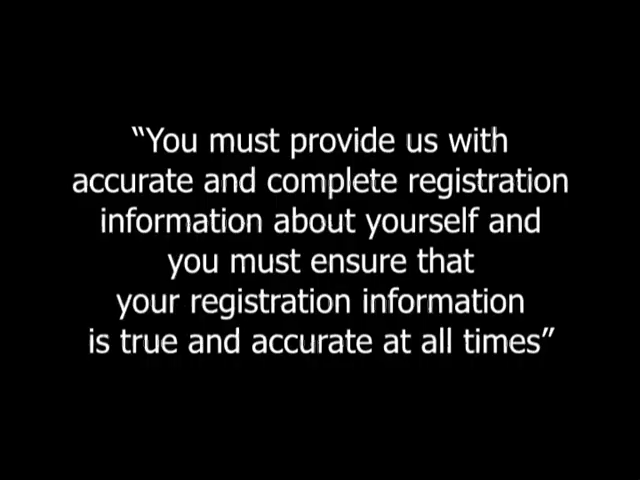 “You must provide us with
accurate and complete registration
information about yourself and
you must ensure that
your registration information
is true and accurate at all times”